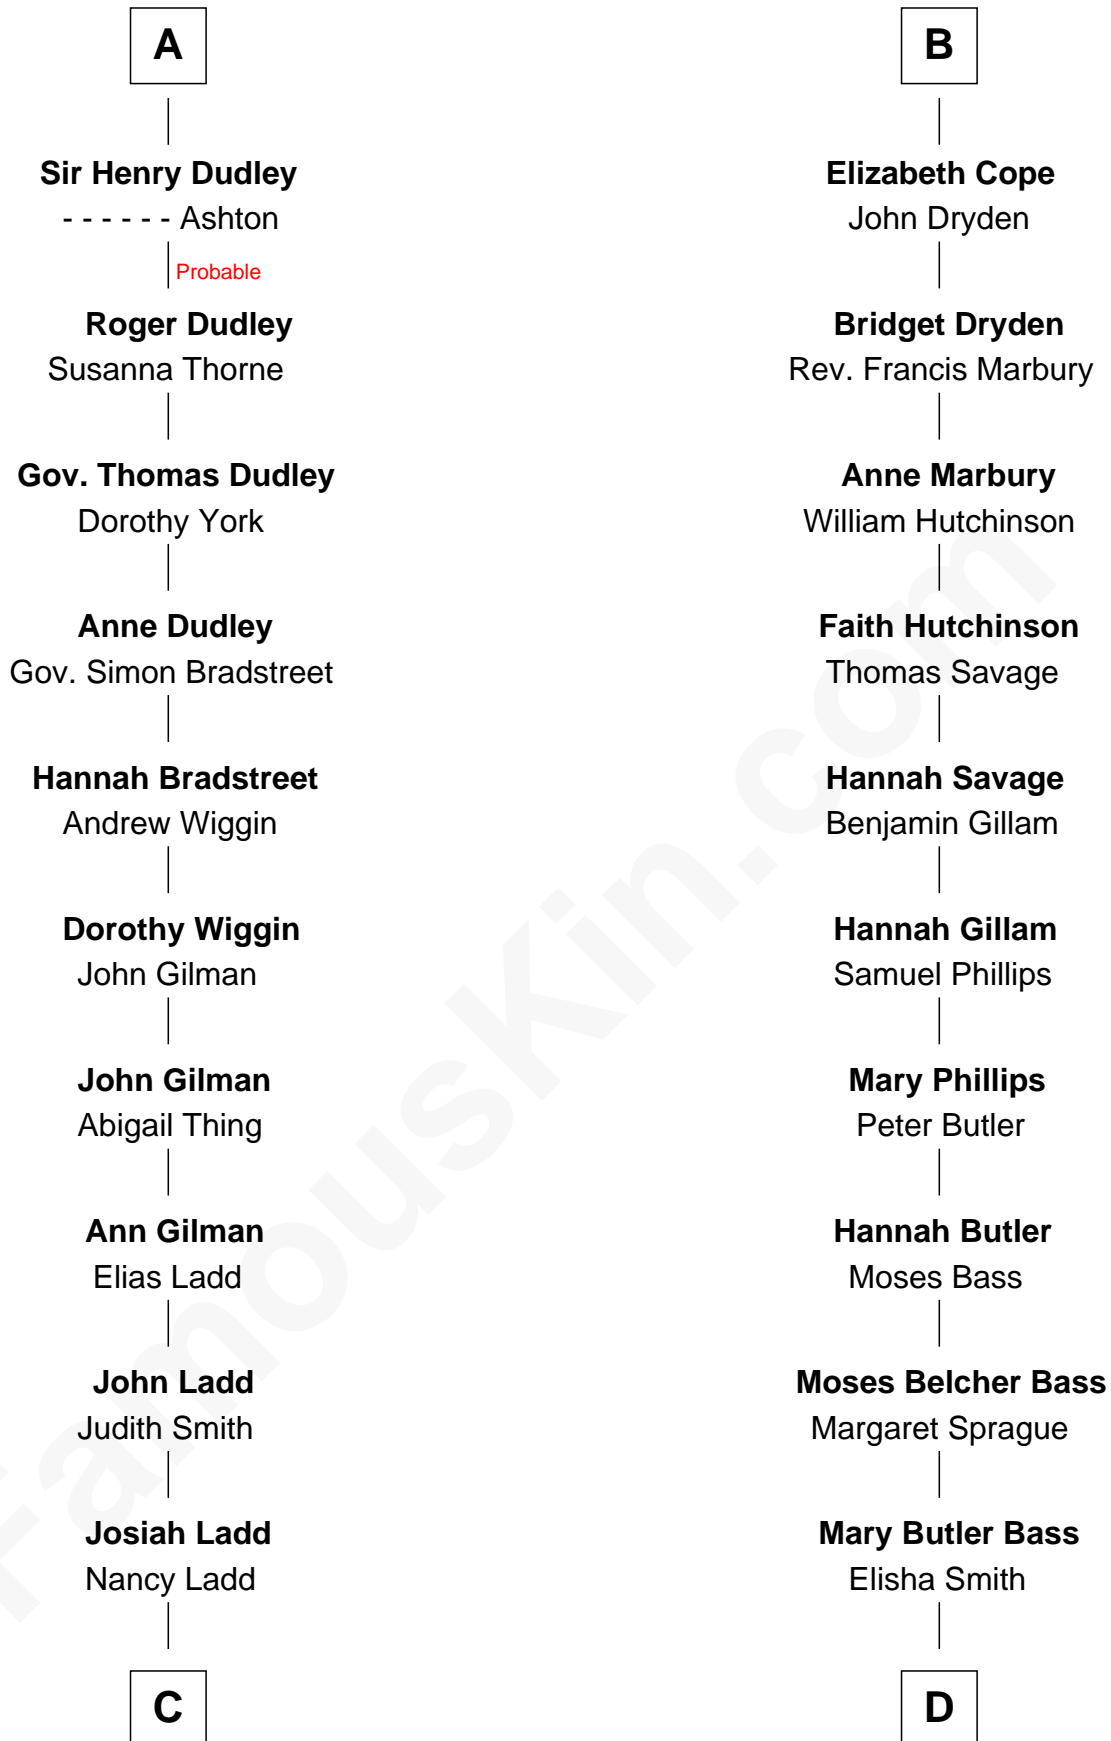 A
Sir Henry Dudley
- - - - - - Ashton
Probable
Roger Dudley
Susanna Thorne
Gov. Thomas Dudley
Dorothy York
Anne Dudley
Gov. Simon Bradstreet
Hannah Bradstreet
Andrew Wiggin
Dorothy Wiggin
John Gilman
John Gilman
Abigail Thing
Ann Gilman
Elias Ladd
John Ladd
Judith Smith
Josiah Ladd
Nancy Ladd
C
B
Elizabeth Cope
John Dryden
Bridget Dryden
Rev. Francis Marbury
Anne Marbury
William Hutchinson
Faith Hutchinson
Thomas Savage
Hannah Savage
Benjamin Gillam
Hannah Gillam
Samuel Phillips
Mary Phillips
Peter Butler
Hannah Butler
Moses Bass
Moses Belcher Bass
Margaret Sprague
Mary Butler Bass
Elisha Smith
D
FamousKin.com